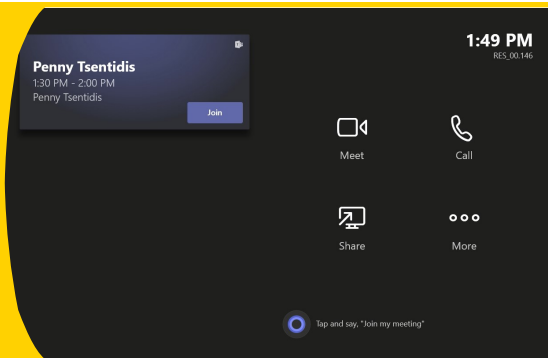 Penny Tsentidis
1:30 PM - 2:00 PM
Penny Tsentidis
Join
1:49 PM
RES_00.146
Meet
Call
Share
More
Tap and say, "Join my meeting"